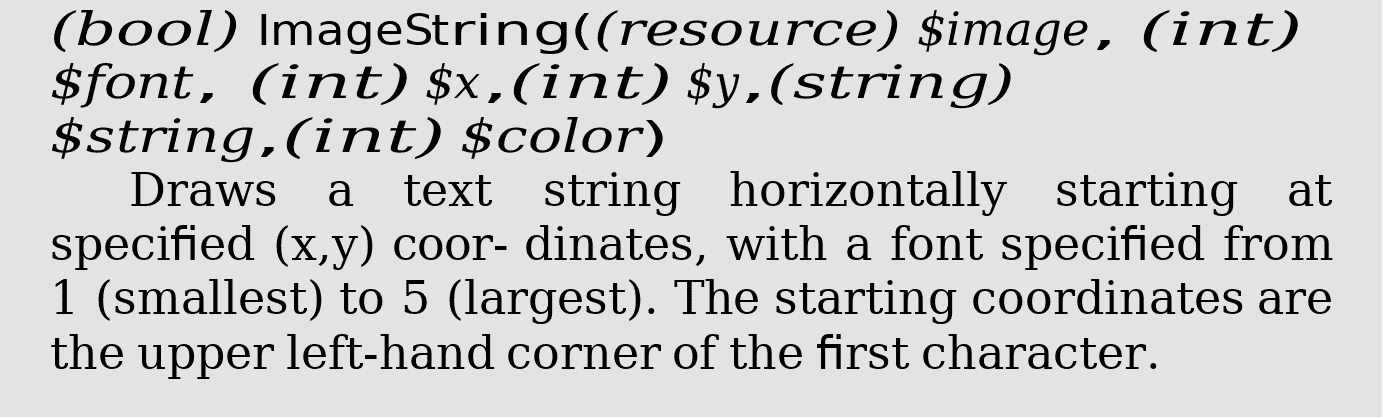 (bool) ImageString((resource) $image, (int)
$font, (int) $x,(int) $y,(string)
$string,(int) $color)
Draws a text string horizontally starting at
specified (x,y) coor- dinates, with a font specified from
1 (smallest) to 5 (largest). The starting coordinates are
the upper left-hand corner of the first character.